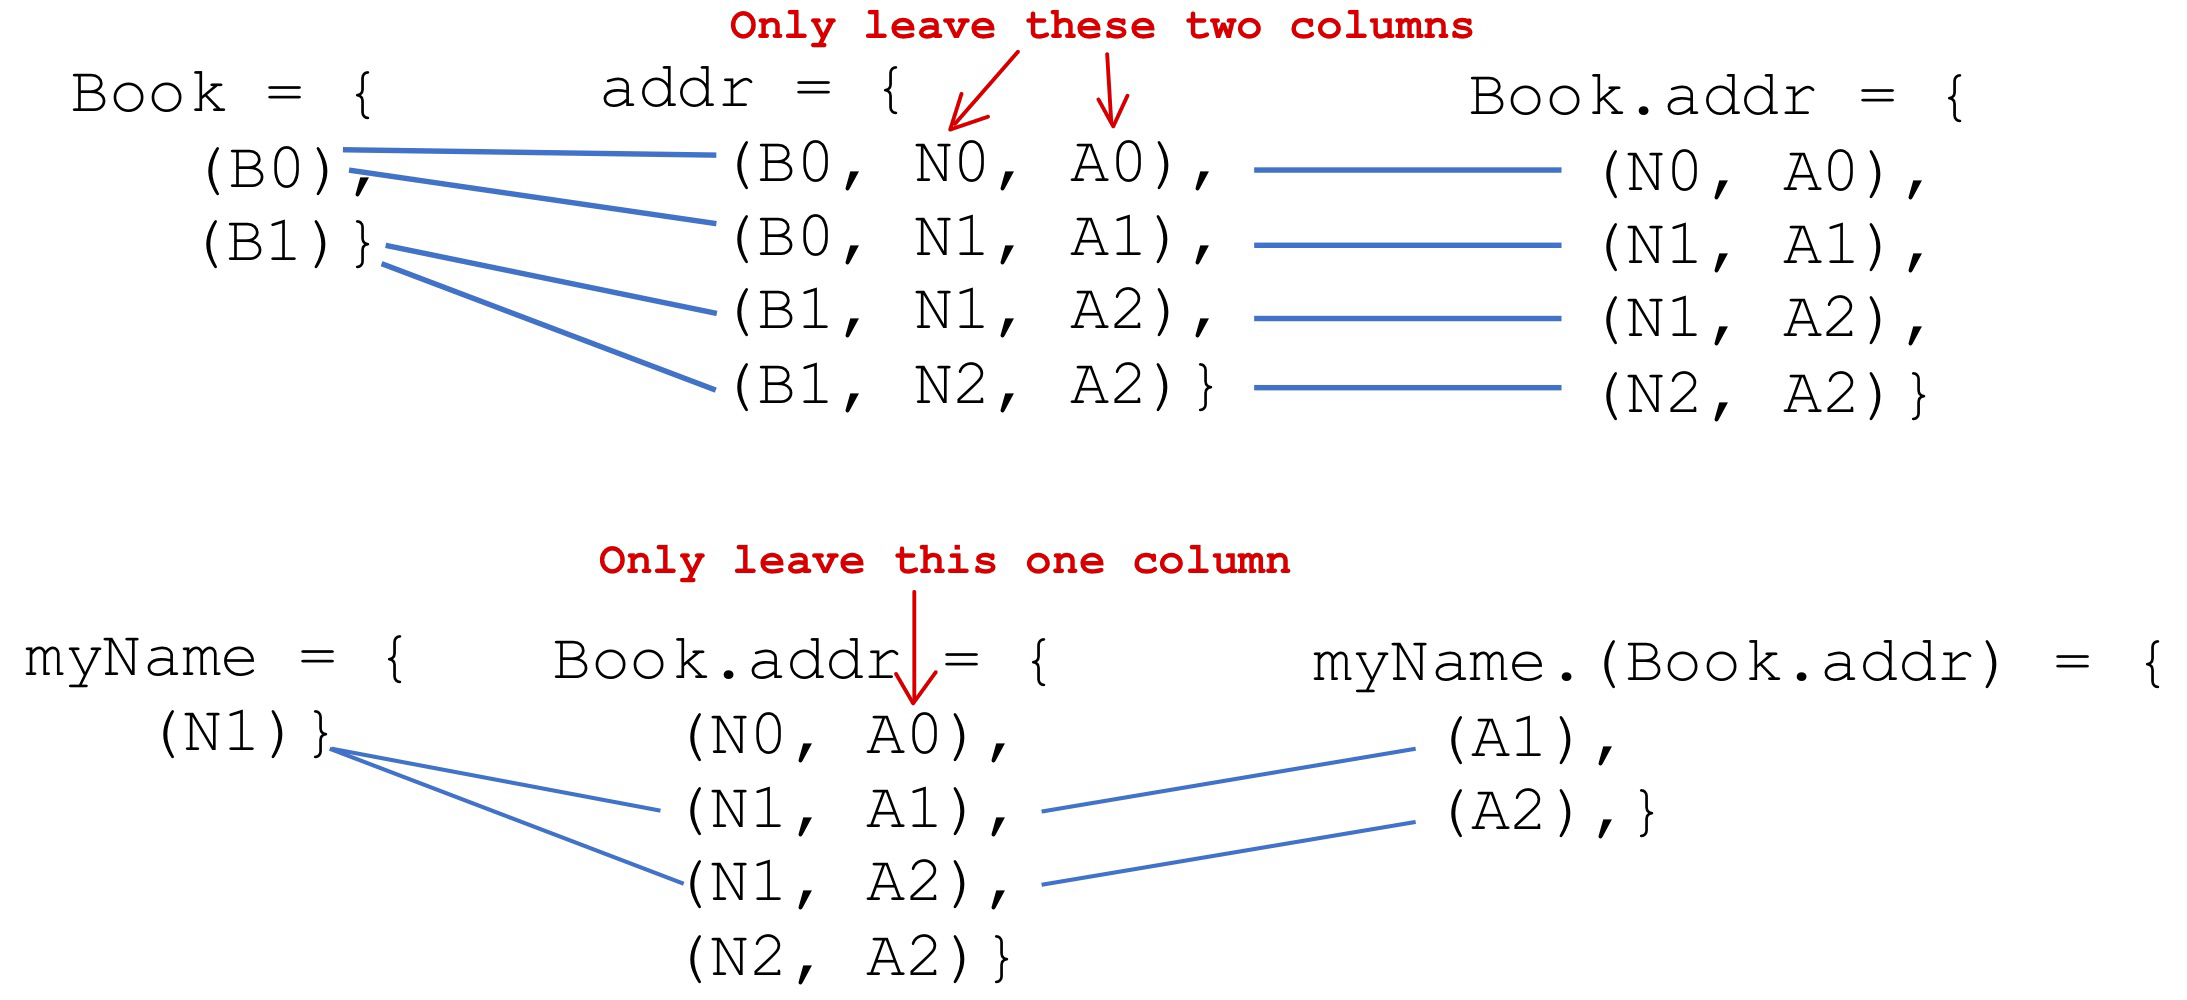 Only leave these two columns
Book = { addr = { Book.addr = {
(B0), (B0, N0, A0), (N0, A0),
(B1)} (B0, N1, A1), (N1, A1),
(B1, N1, A2), (N1, A2),
(B1, N2, A2)} (N2, A2)}
Only leave this one column
myName = { Book.addr = { myName.(Book.addr) = {
(N1)} (N0, A0), (A1),
(N1, A1), (A2),}
(N1, A2),
(N2, A2)}